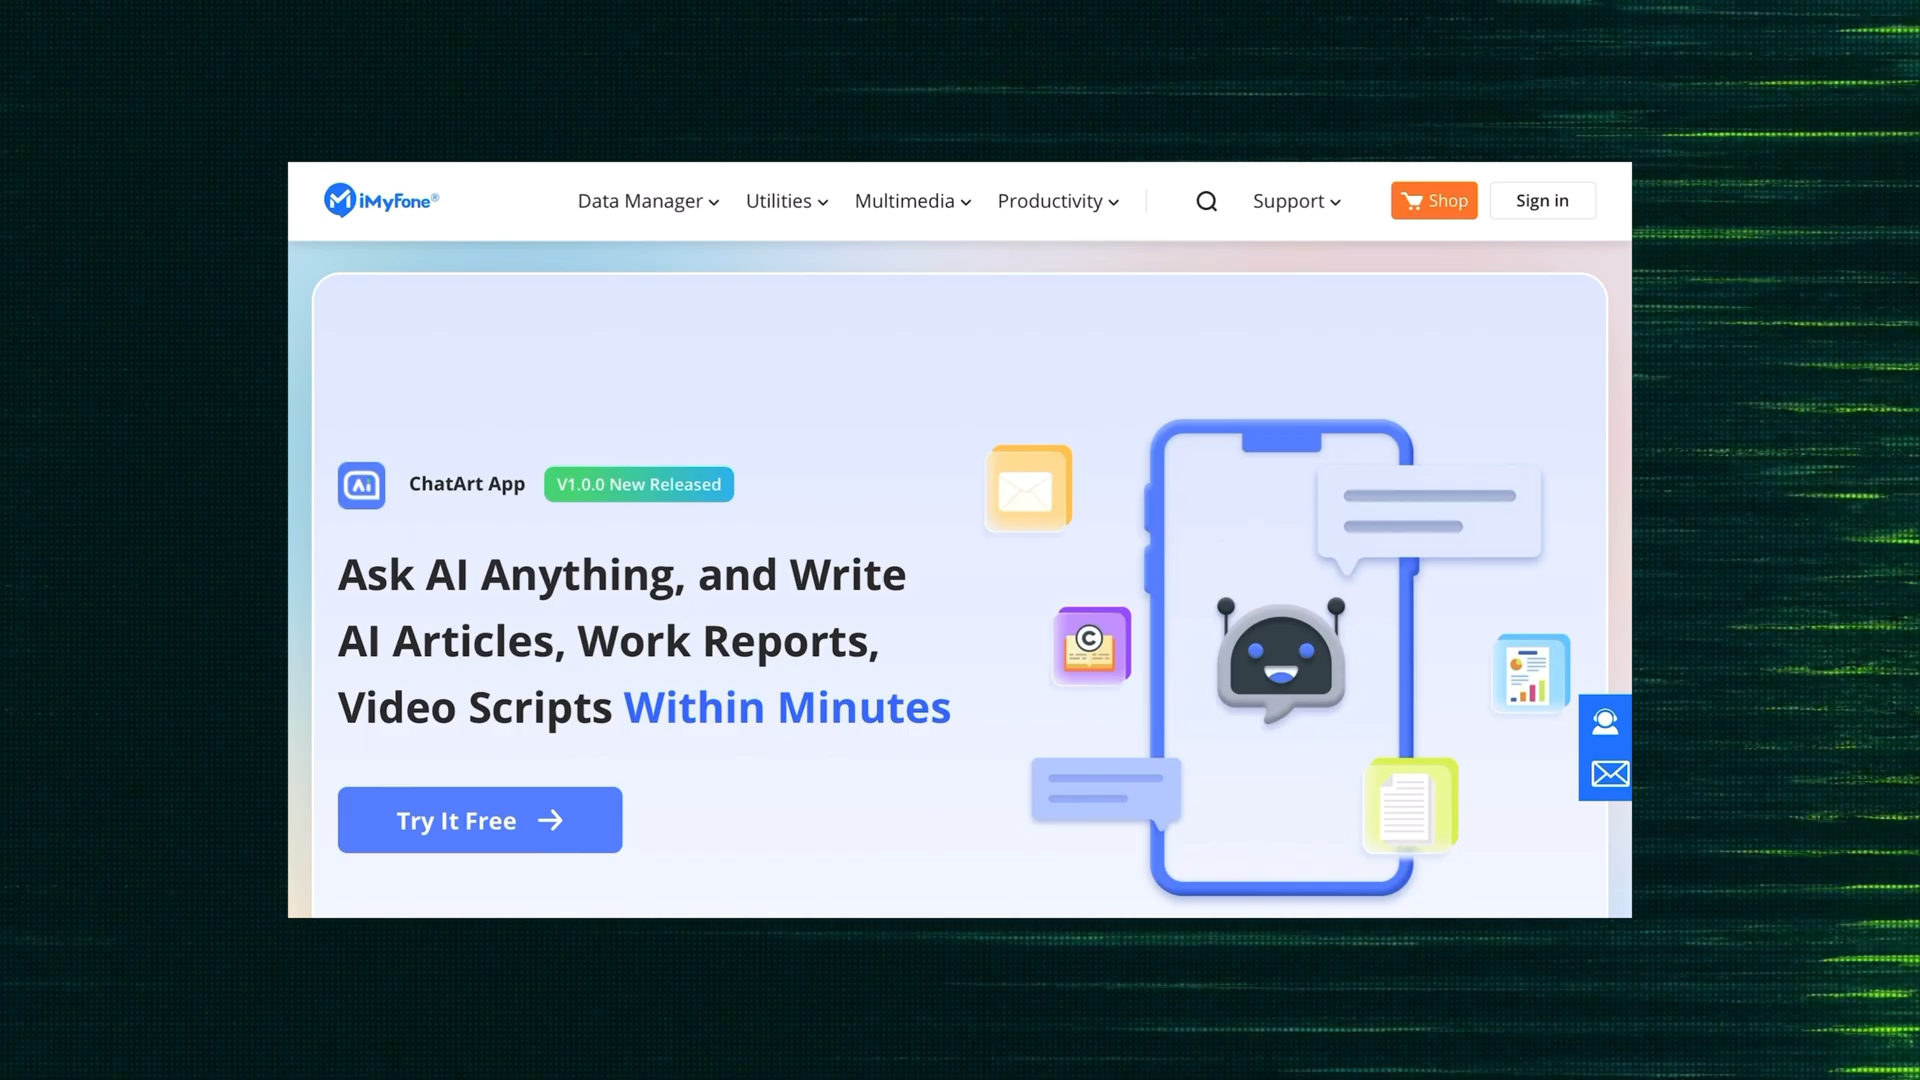 iMyFone®
Data Manager
Utilities
Multimedia
Productivity
Support
Shop
Sign in
Ai
ChatArt App
V1.0.0 New Released
Ask AI Anything, and Write
AI Articles, Work Reports,
Video Scripts Within Minutes
Try It Free
C